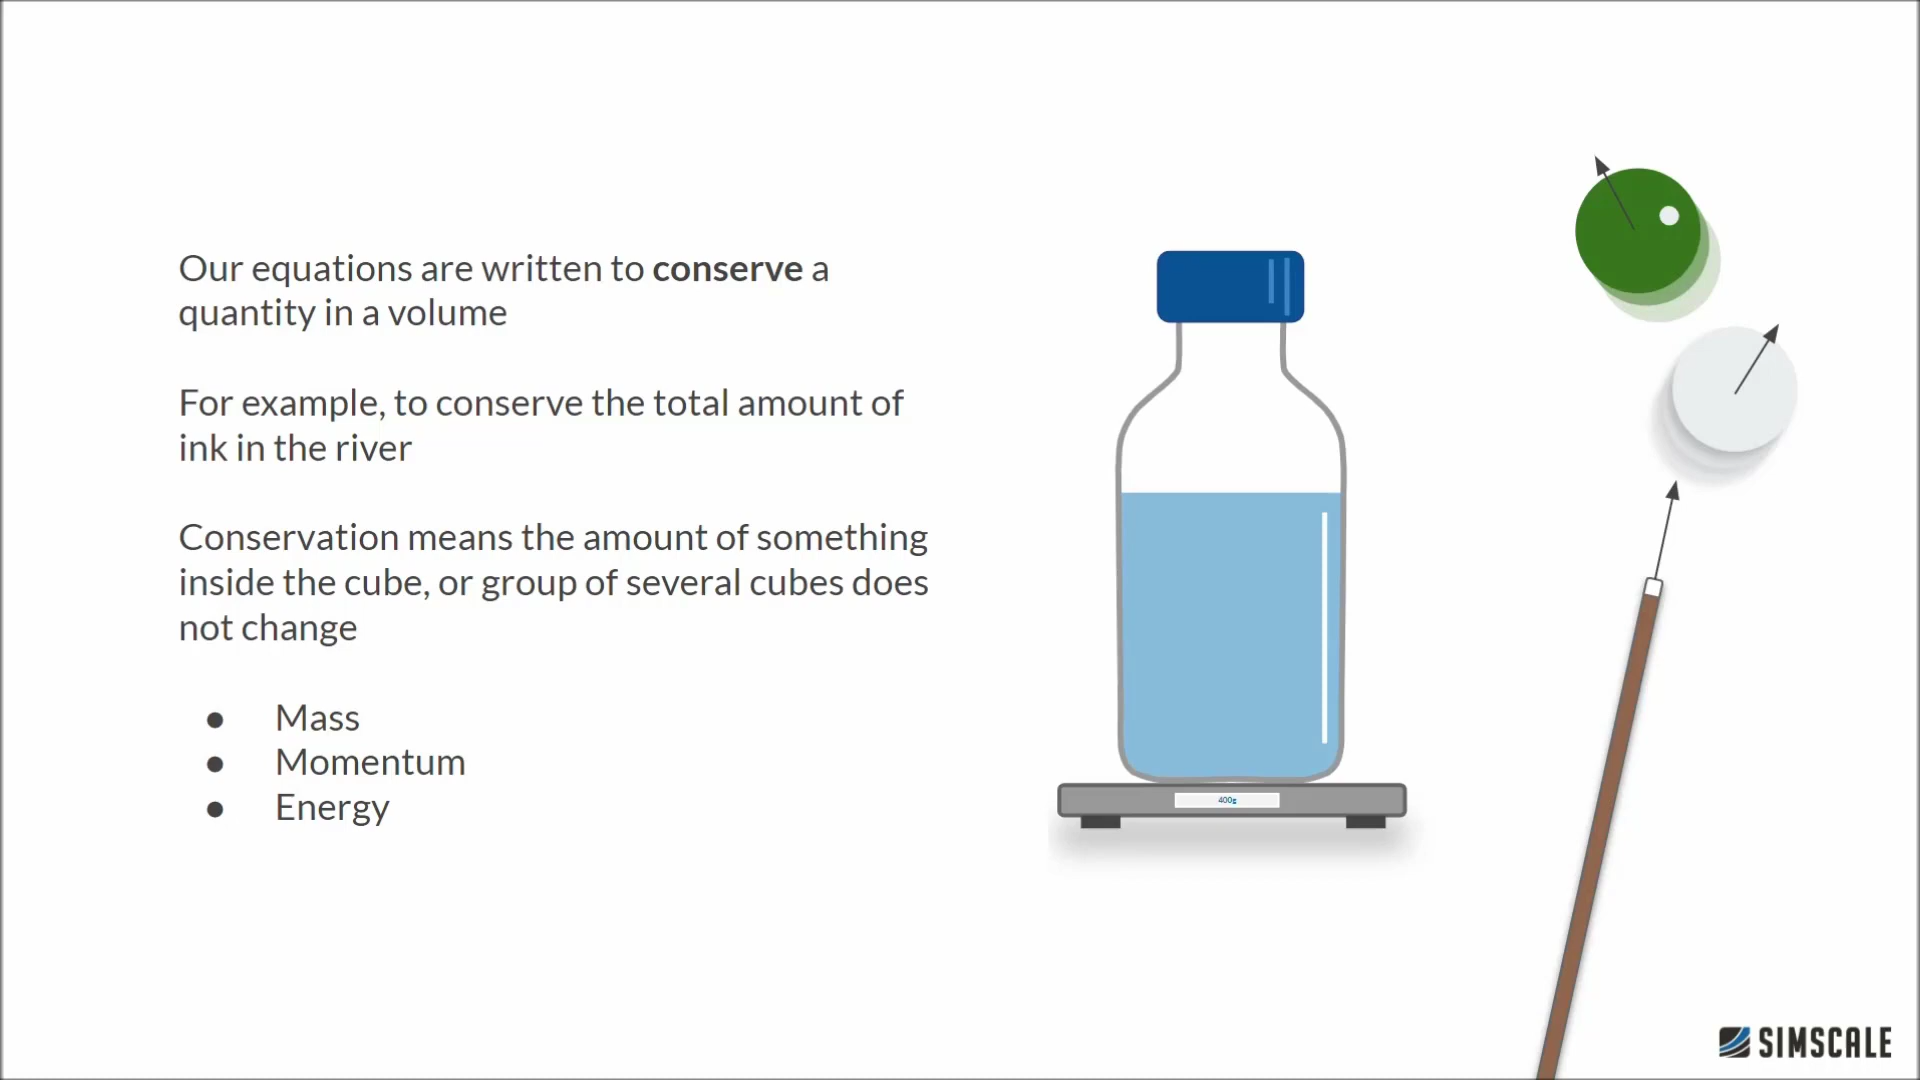 Our equations are written to conserve a
quantity in a volume
For example, to conserve the total amount of
ink in the river
Conservation means the amount of something
inside the cube, or group of several cubes does
not change
● Mass
● Momentum
● Energy
400g
SIMSCALE